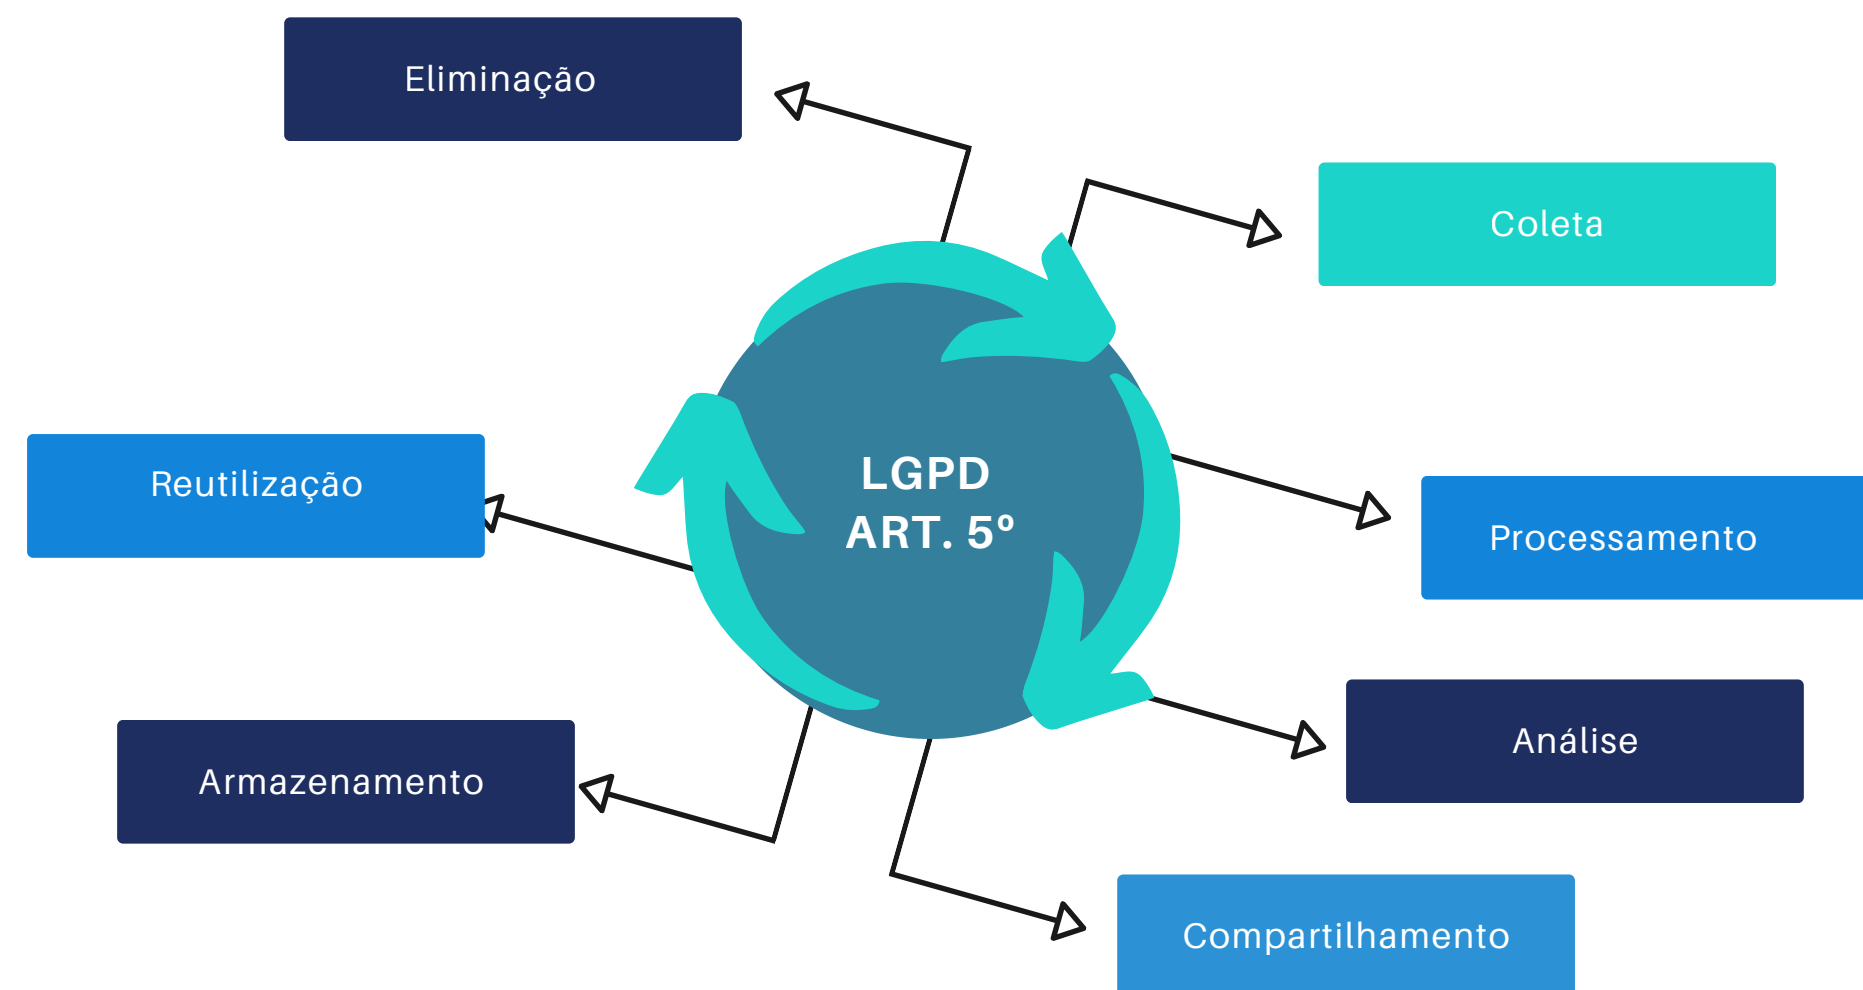 Eliminação
Coleta
LGPD
ART. 5º
Reutilização
Processamento
Análise
Armazenamento
Compartilhamento